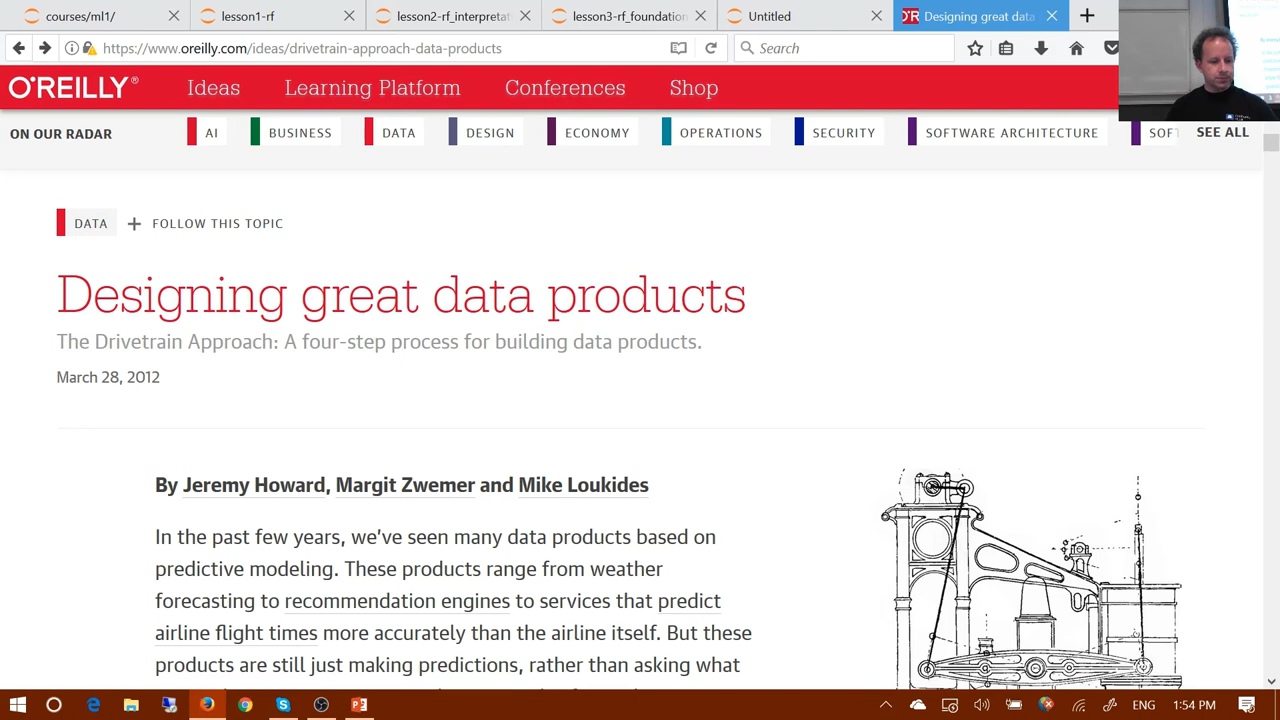 courses/ml1/
lesson1-rf
lesson2-rf_interpretat
lesson3-rf_foundation
Untitled
Designing great data
https://www.oreilly.com/ideas/drivetrain-approach-data-products
Search
O'REILLY®
Ideas
Learning Platform
Conferences
Shop
ON OUR RADAR
AI
BUSINESS
DATA
DESIGN
ECONOMY
OPERATIONS
SECURITY
SOFTWARE ARCHITECTURE
SOF
SEE ALL
DATA
+ FOLLOW THIS TOPIC
Designing great data products
The Drivetrain Approach: A four-step process for building data products.
March 28, 2012
By Jeremy Howard, Margit Zwemer and Mike Loukides
In the past few years, we've seen many data products based on
predictive modeling. These products range from weather
forecasting to recommendation engines to services that predict
airline flight times more accurately than the airline itself. But these
products are still just making predictions, rather than asking what
ENG
1:54 PM